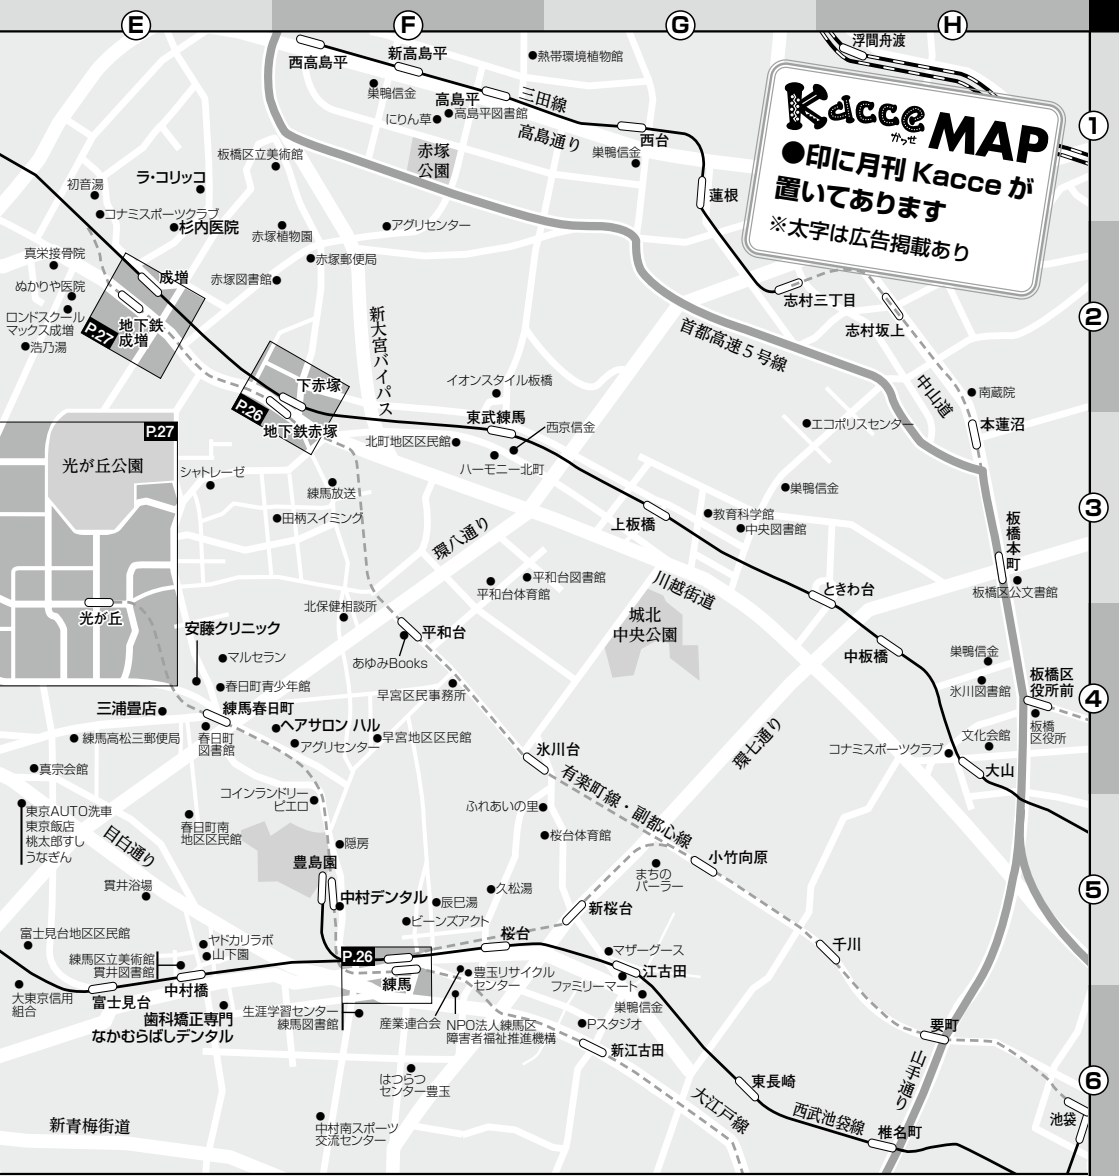 E
F
G
H
1
2
3
4
5
6
Kacce
かっせ
MAP
●印に月刊 Kacce が
置いてあります
※太字は広告掲載あり
浮間舟渡
西高島平
新高島平
●熱帯環境植物館
巣鴨信金
高島平
三田線
●高島平図書館
にりん草●
高島通り
西台
巣鴨信金
赤塚
公園
蓮根
板橋区立美術館
ラ・コリッコ
初音湯
●コナミスポーツクラブ
●杉内医院
赤塚植物園
●アグリセンター
真栄接骨院
成増
●赤塚郵便局
赤塚図書館●
ぬかりや医院
ロンドスクール
マックス成増
●浩乃湯
P.27
地下鉄
成増
新大宮バイパス
志村三丁目
志村坂上
首都高速5号線
中山道
●南蔵院
本蓮沼
下赤塚
P.26
地下鉄赤塚
イオンスタイル板橋
東武練馬
西京信金
北町地区区民館●
ハーモニー北町
●エコポリスセンター
P.27
光が丘公園
シャトレーゼ
練馬放送
●田柄スイミング
●巣鴨信金
上板橋
●教育科学館
●中央図書館
板橋本町
環八通り
川越街道
●平和台図書館
平和台体育館
ときわ台
板橋区公文書館
光が丘
北保健相談所
安藤クリニック
平和台
あゆみBooks
城北
中央公園
中板橋
●マルセラン
●春日町青少年館
早宮区民事務所
巣鴨信金
氷川図書館
板橋区
役所前
三浦畳店●
練馬春日町
●ヘアサロン ハル
●練馬高松三郵便局
春日町
図書館
●アグリセンター
●早宮地区区民館
環七通り
文化会館
板橋
区役所
コナミスポーツクラブ●
大山
氷川台
●真宗会館
有楽町線・副都心線
コインランドリー
ピエロ
ふれあいの里●
東京AUTO洗車
東京飯店
桃太郎すし
うなぎん
春日町南
地区区民館
●桜台体育館
目白通り
●隠房
豊島園
小竹向原
まちの
パーラー
貫井浴場
●中村デンタル
●久松湯
●辰巳湯
●ビーンズアクト
新桜台
富士見台地区区民館
●ヤドカリラボ
●山下園
桜台
千川
練馬区立美術館
貫井図書館
P.26
練馬
●マザーグース
江古田
●豊玉リサイクル
センター
ファミリーマート
巣鴨信金
大東京信用
組合
富士見台
中村橋
歯科矯正専門
なかむらばしデンタル
生涯学習センター
練馬図書館
産業連合会
NPO法人練馬区
障害者福祉推進機構
●Pスタジオ
要町
新江古田
山手通り
はつらつ
センター豊玉
東長崎
大江戸線
西武池袋線
池袋
新青梅街道
中村南スポーツ
交流センター
椎名町